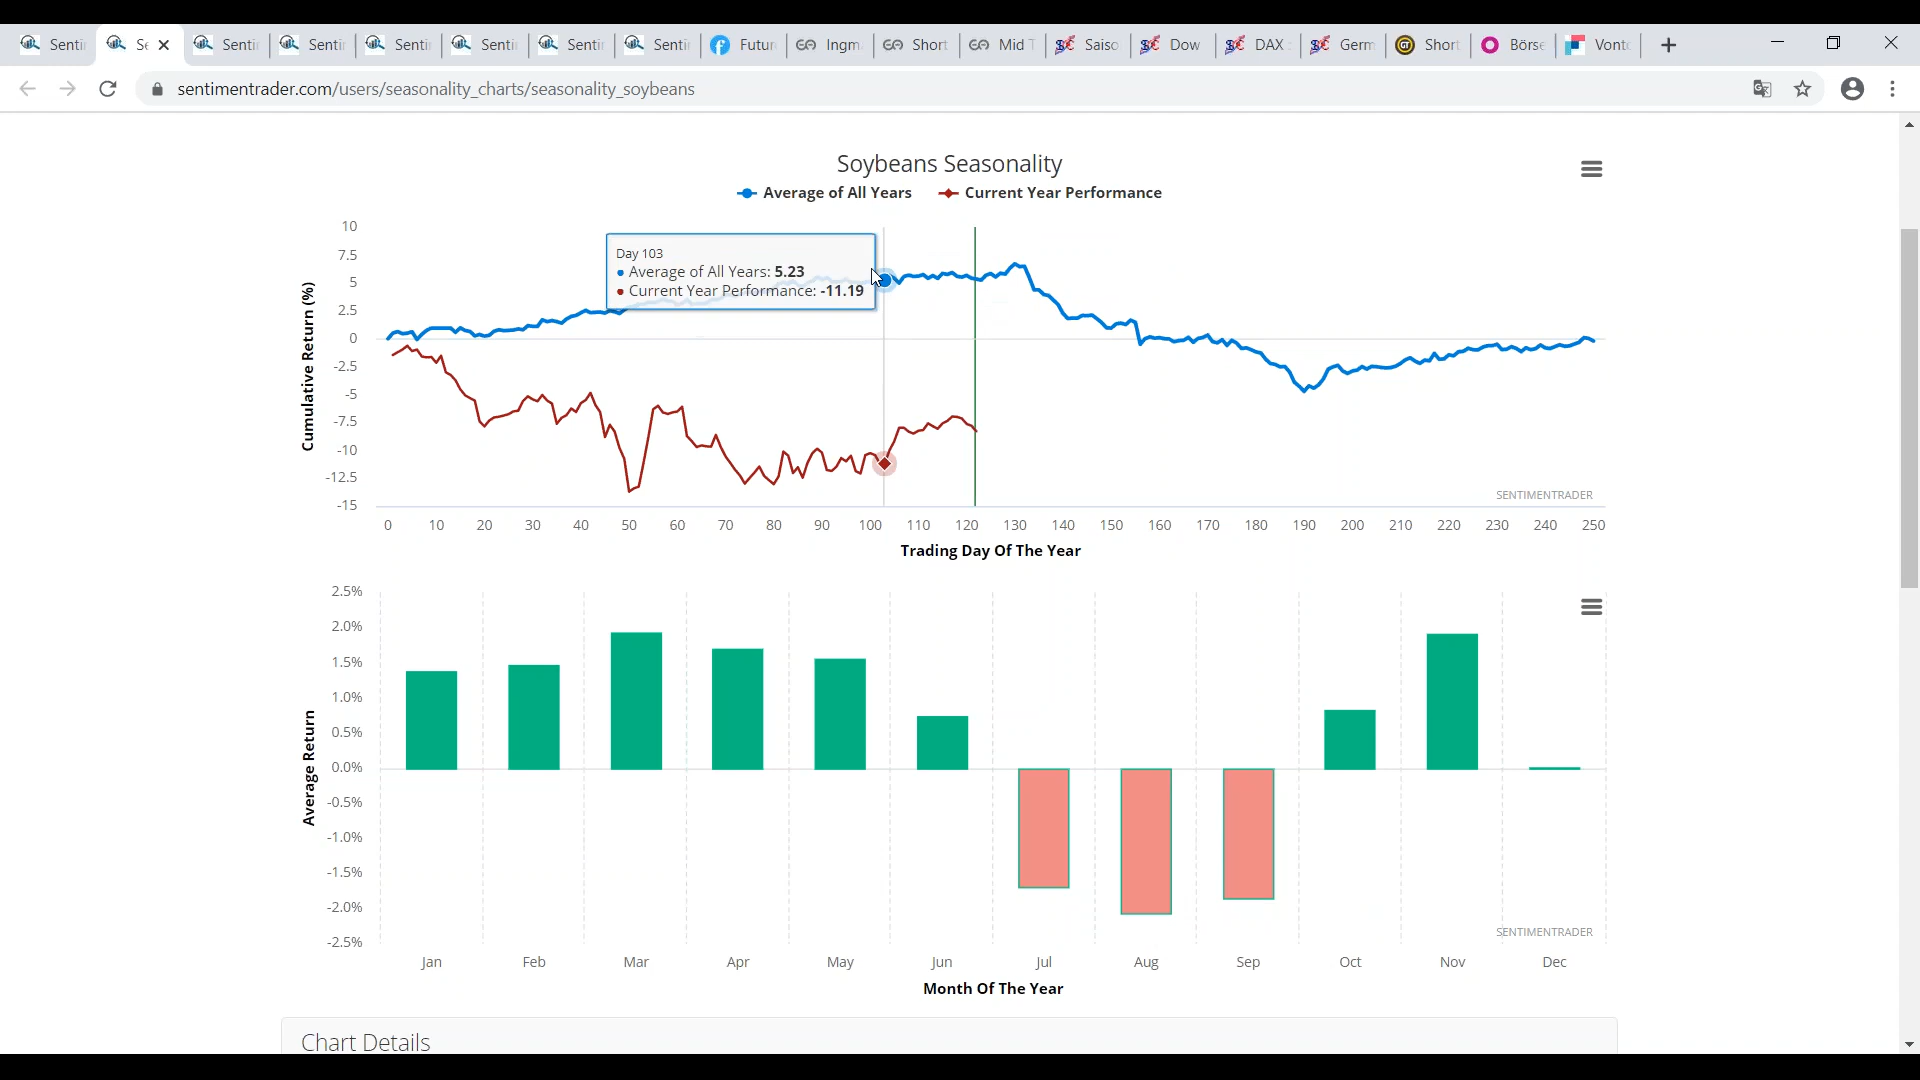 Senti
Se
Senti
Senti
Senti
Senti
Senti
Senti
Futur
Ingm
Short
Mid T
Saiso
Dow
DAX
Germ
Short
Börse
Vonto
sentimentrader.com/users/seasonality_charts/seasonality_soybeans
Soybeans Seasonality
Average of All Years
Current Year Performance
Day 103
Average of All Years: 5.23
Current Year Performance: -11.19
Cumulative Return (%)
10
7.5
5
2.5
0
-2.5
-5
-7.5
-10
-12.5
-15
SENTIMENTRADER
0 10 20 30 40 50 60 70 80 90 100 110 120 130 140 150 160 170 180 190 200 210 220 230 240 250
Trading Day Of The Year
Average Return
2.5%
2.0%
1.5%
1.0%
0.5%
0.0%
-0.5%
-1.0%
-1.5%
-2.0%
-2.5%
SENTIMENTRADER
Jan Feb Mar Apr May Jun Jul Aug Sep Oct Nov Dec
Month Of The Year
Chart Details